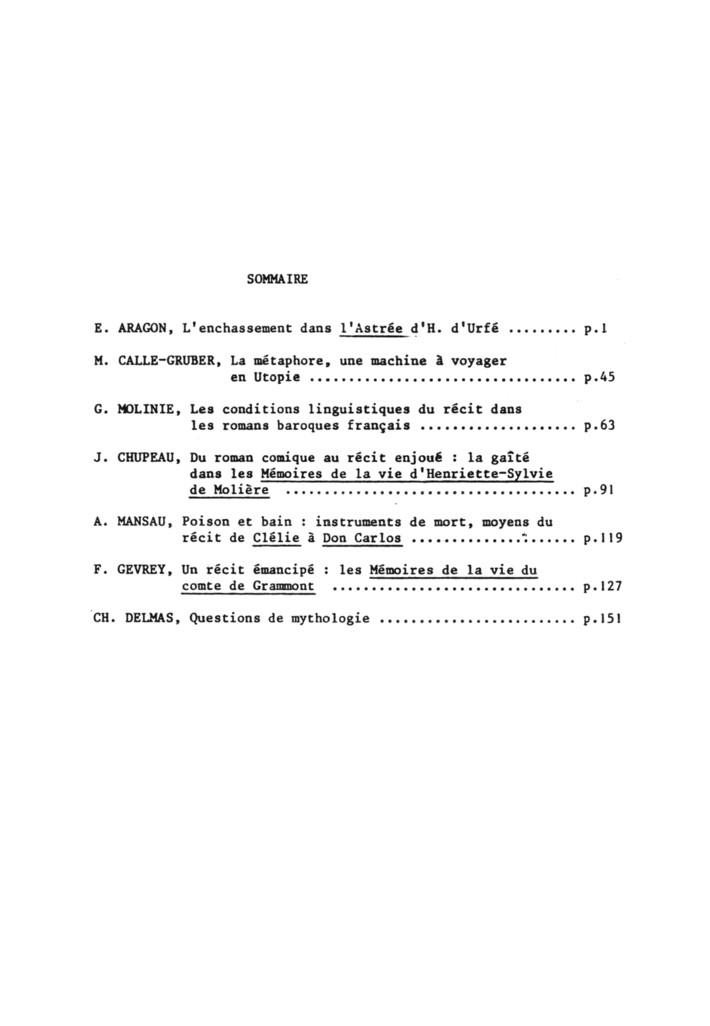 SOMMAIRE
E. ARAGON, L'enchassement dans l'Astrée d'H. d'Urfé ......... p.1
M. CALLE-GRUBER, La métaphore, une machine à voyager
en Utopie .................................. p.45
G. MOLINIE, Les conditions linguistiques du récit dans
les romans baroques français .................... p.63
J. CHUPEAU, Du roman comique au récit enjoué : la gaîté
dans les Mémoires de la vie d'Henriette-Sylvie
de Molière ..................................... p.91
A. MANSAU, Poison et bain : instruments de mort, moyens du
récit de Clélie à Don Carlos ..................... p.119
F. GEVREY, Un récit émancipé : les Mémoires de la vie du
comte de Grammont ............................... p.127
CH. DELMAS, Questions de mythologie ......................... p.151